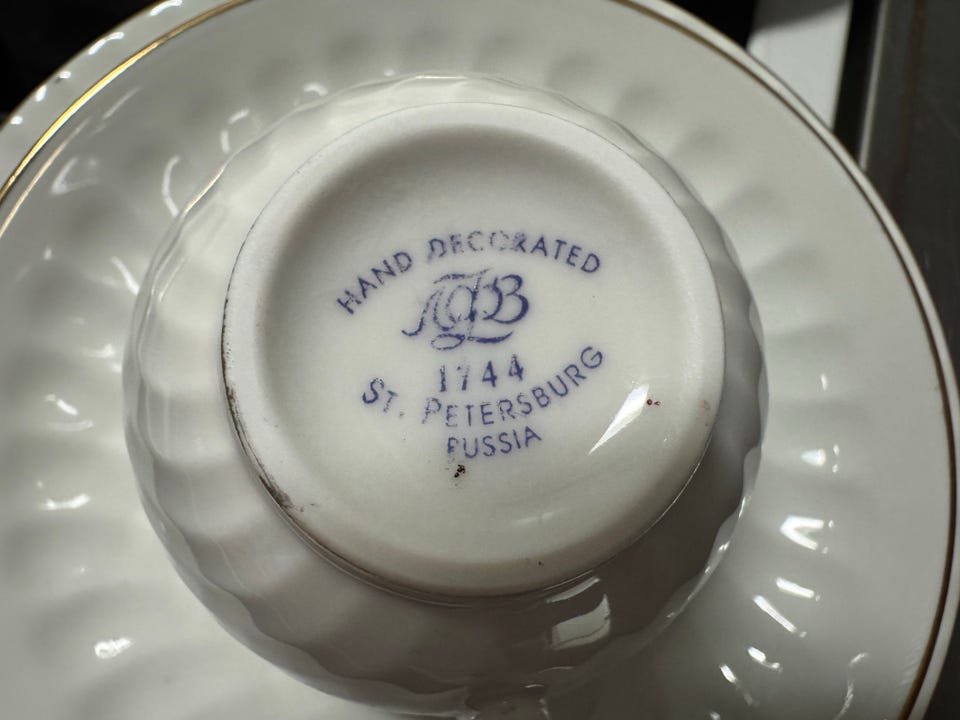 HAND DECORATED
ЛФЗ
1744
ST. PETERSBURG
RUSSIA